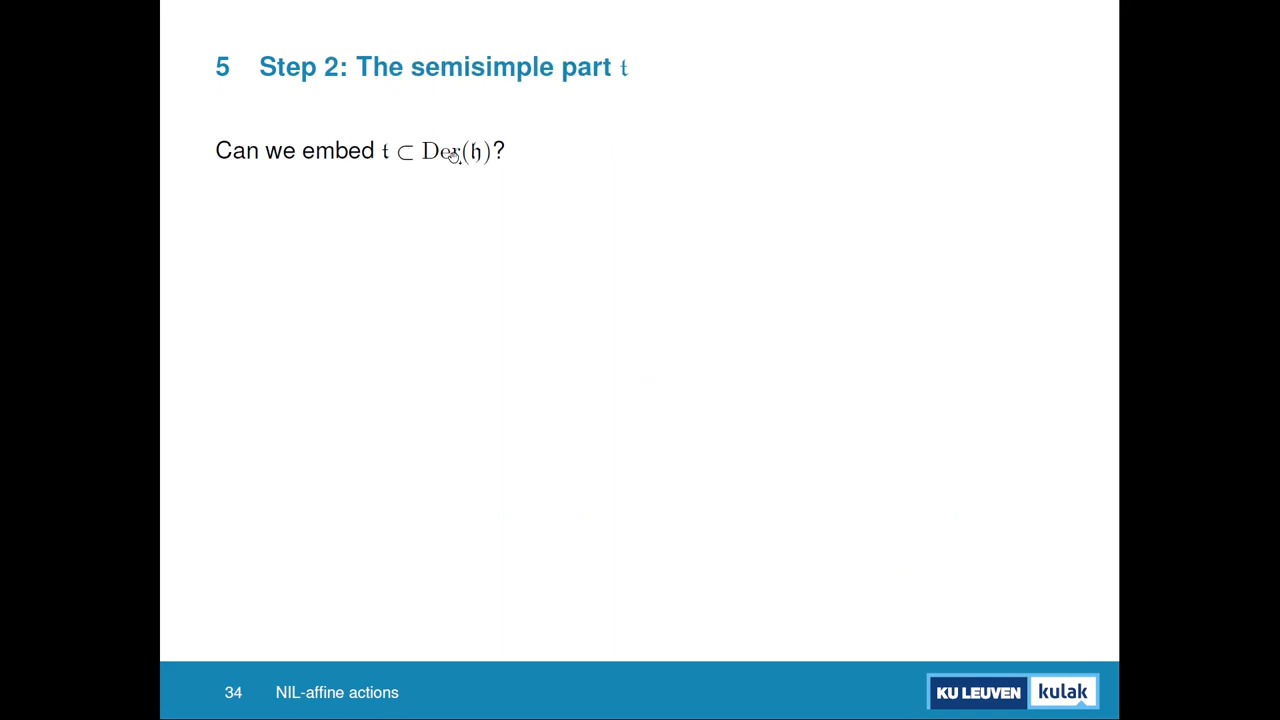 5 Step 2: The semisimple part 𝔱
Can we embed 𝔱 ⊂ Der(𝔥)?
34 NIL-affine actions
KU LEUVEN kulak